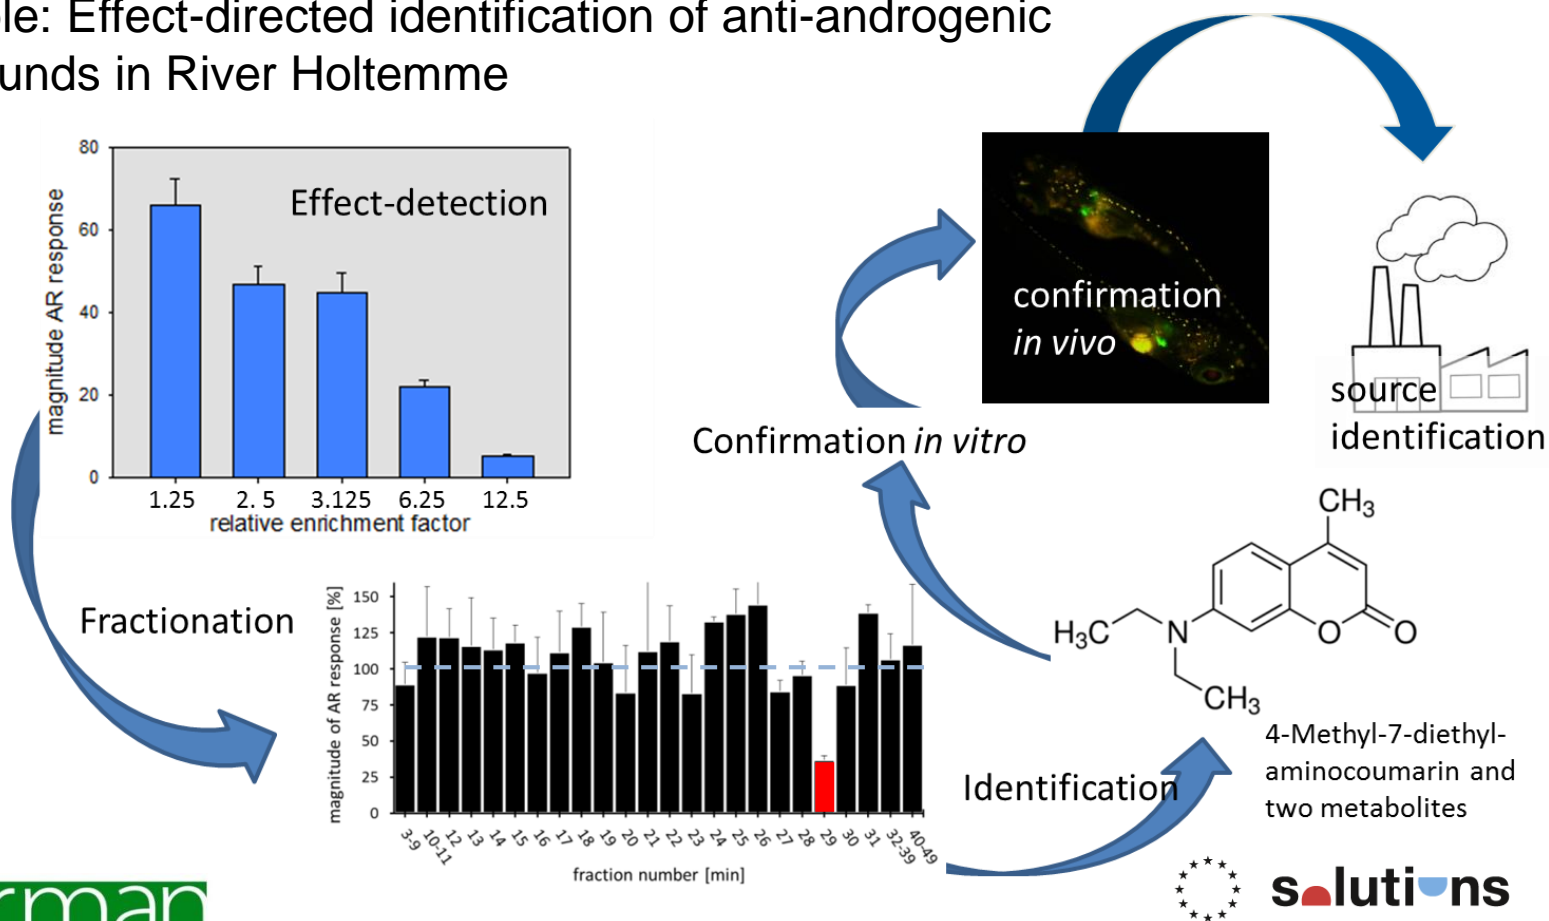 ple: Effect-directed identification of anti-androgenic
unds in River Holtemme
80
60
40
20
0
magnitude AR response
Effect-detection
1.25 2. 5 3.125 6.25 12.5
relative enrichment factor
Fractionation
150
125
100
75
50
25
0
magnitude of AR response [%]
3-9 10-11 12 13 14 15 16 17 18 19 20 21 22 23 24 25 26 27 28 29 30 31 32-39 40-49
fraction number [min]
Identification
H₃C
N
CH₃
CH₃
O
O
4-Methyl-7-diethyl-
aminocoumarin and
two metabolites
Confirmation in vitro
confirmation
in vivo
source
identification
rman
solutions